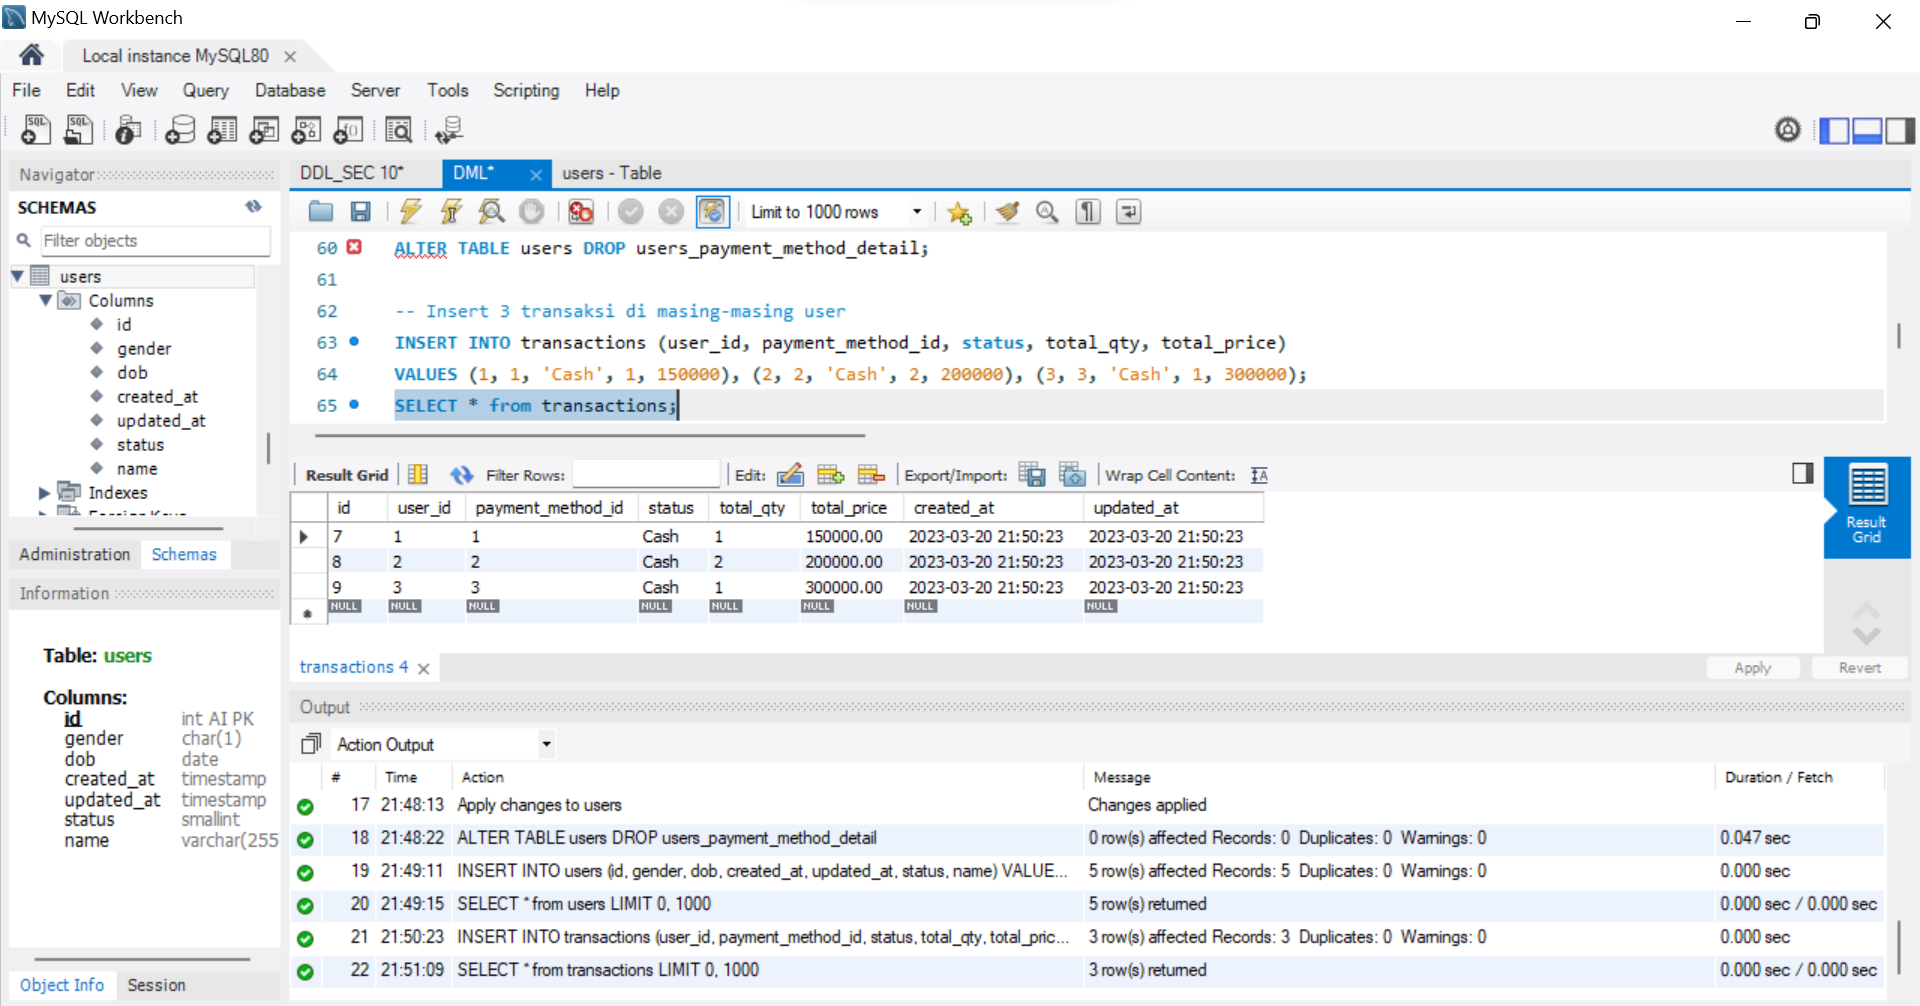 MySQL Workbench
Local instance MySQL80
File Edit View Query Database Server Tools Scripting Help
Navigator
SCHEMAS
Filter objects
users
Columns
id
gender
dob
created_at
updated_at
status
name
Indexes
Administration Schemas
Information
Table: users
Columns:
id int AI PK
gender char(1)
dob date
created_at timestamp
updated_at timestamp
status smallint
name varchar(255
Object Info Session
DDL_SEC 10* DML* users - Table
Limit to 1000 rows
60 ALTER TABLE users DROP users_payment_method_detail;
61
62 -- Insert 3 transaksi di masing-masing user
63 INSERT INTO transactions (user_id, payment_method_id, status, total_qty, total_price)
64 VALUES (1, 1, 'Cash', 1, 150000), (2, 2, 'Cash', 2, 200000), (3, 3, 'Cash', 1, 300000);
65 SELECT * from transactions;
Result Grid Filter Rows: Edit: Export/Import: Wrap Cell Content:
id user_id payment_method_id status total_qty total_price created_at updated_at
7 1 1 Cash 1 150000.00 2023-03-20 21:50:23 2023-03-20 21:50:23
8 2 2 Cash 2 200000.00 2023-03-20 21:50:23 2023-03-20 21:50:23
9 3 3 Cash 1 300000.00 2023-03-20 21:50:23 2023-03-20 21:50:23
NULL NULL NULL NULL NULL NULL NULL NULL
Result
Grid
transactions 4 Apply Revert
Output
Action Output
# Time Action Message Duration / Fetch
17 21:48:13 Apply changes to users Changes applied
18 21:48:22 ALTER TABLE users DROP users_payment_method_detail 0 row(s) affected Records: 0 Duplicates: 0 Warnings: 0 0.047 sec
19 21:49:11 INSERT INTO users (id, gender, dob, created_at, updated_at, status, name) VALUE... 5 row(s) affected Records: 5 Duplicates: 0 Warnings: 0 0.000 sec
20 21:49:15 SELECT * from users LIMIT 0, 1000 5 row(s) returned 0.000 sec / 0.000 sec
21 21:50:23 INSERT INTO transactions (user_id, payment_method_id, status, total_qty, total_pric... 3 row(s) affected Records: 3 Duplicates: 0 Warnings: 0 0.000 sec
22 21:51:09 SELECT * from transactions LIMIT 0, 1000 3 row(s) returned 0.000 sec / 0.000 sec